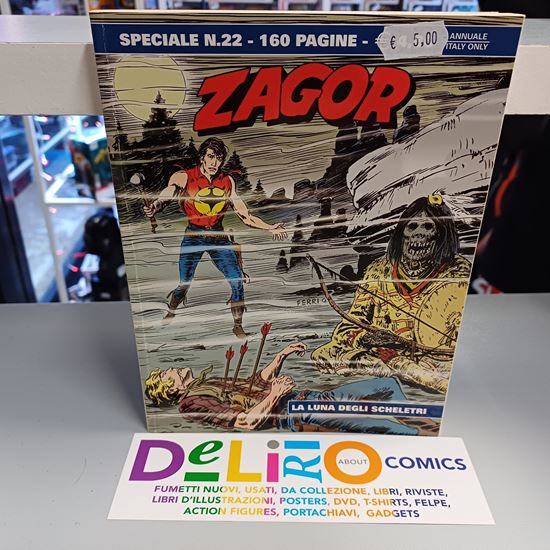 SPECIALE N.22 - 160 PAGINE -
€ 5,00
ANNUALE
ITALY ONLY
ZAGOR
FERRI
LA LUNA DEGLI SCHELETRI
DeLiRiO ABOUT COMICS
FUMETTI NUOVI, USATI, DA COLLEZIONE, LIBRI, RIVISTE,
LIBRI D'ILLUSTRAZIONI, POSTERS, DVD, T-SHIRTS, FELPE,
ACTION FIGURES, PORTACHIAVI, GADGETS